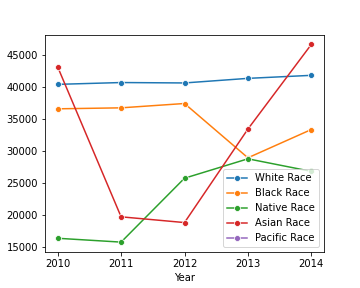 45000
40000
35000
30000
25000
20000
15000
2010 2011 2012 2013 2014
Year
White Race
Black Race
Native Race
Asian Race
Pacific Race